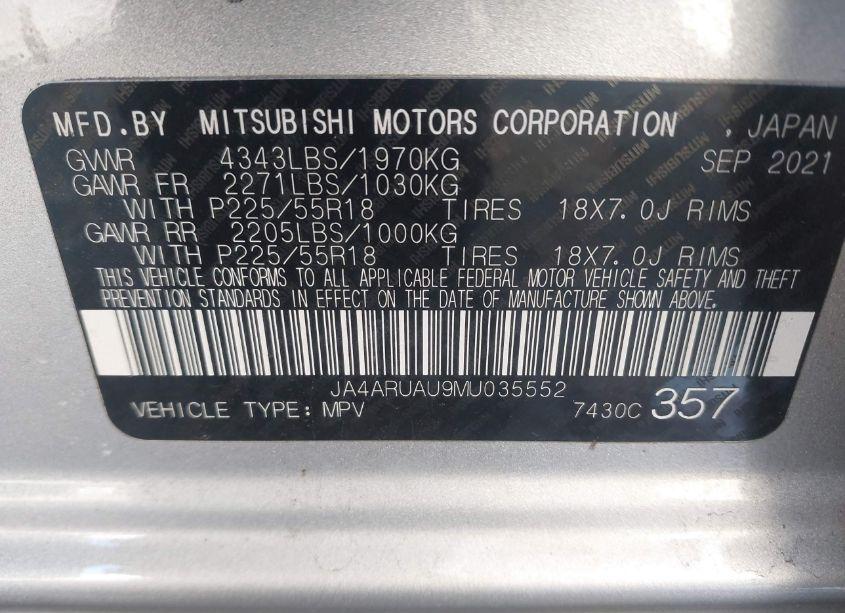 MFD.BY MITSUBISHI MOTORS CORPORATION , JAPAN
GVWR 4343LBS/1970KG SEP 2021
GAWR FR 2271LBS/1030KG
WITH P225/55R18 TIRES 18X7.0J RIMS
GAWR RR 2205LBS/1000KG
WITH P225/55R18 TIRES 18X7.0J RIMS
THIS VEHICLE CONFORMS TO ALL APPLICABLE FEDERAL MOTOR VEHICLE SAFETY AND THEFT
PREVENTION STANDARDS IN EFFECT ON THE DATE OF MANUFACTURE SHOWN ABOVE.
JA4ARUAU9MU035552
VEHICLE TYPE: MPV 7430C 357